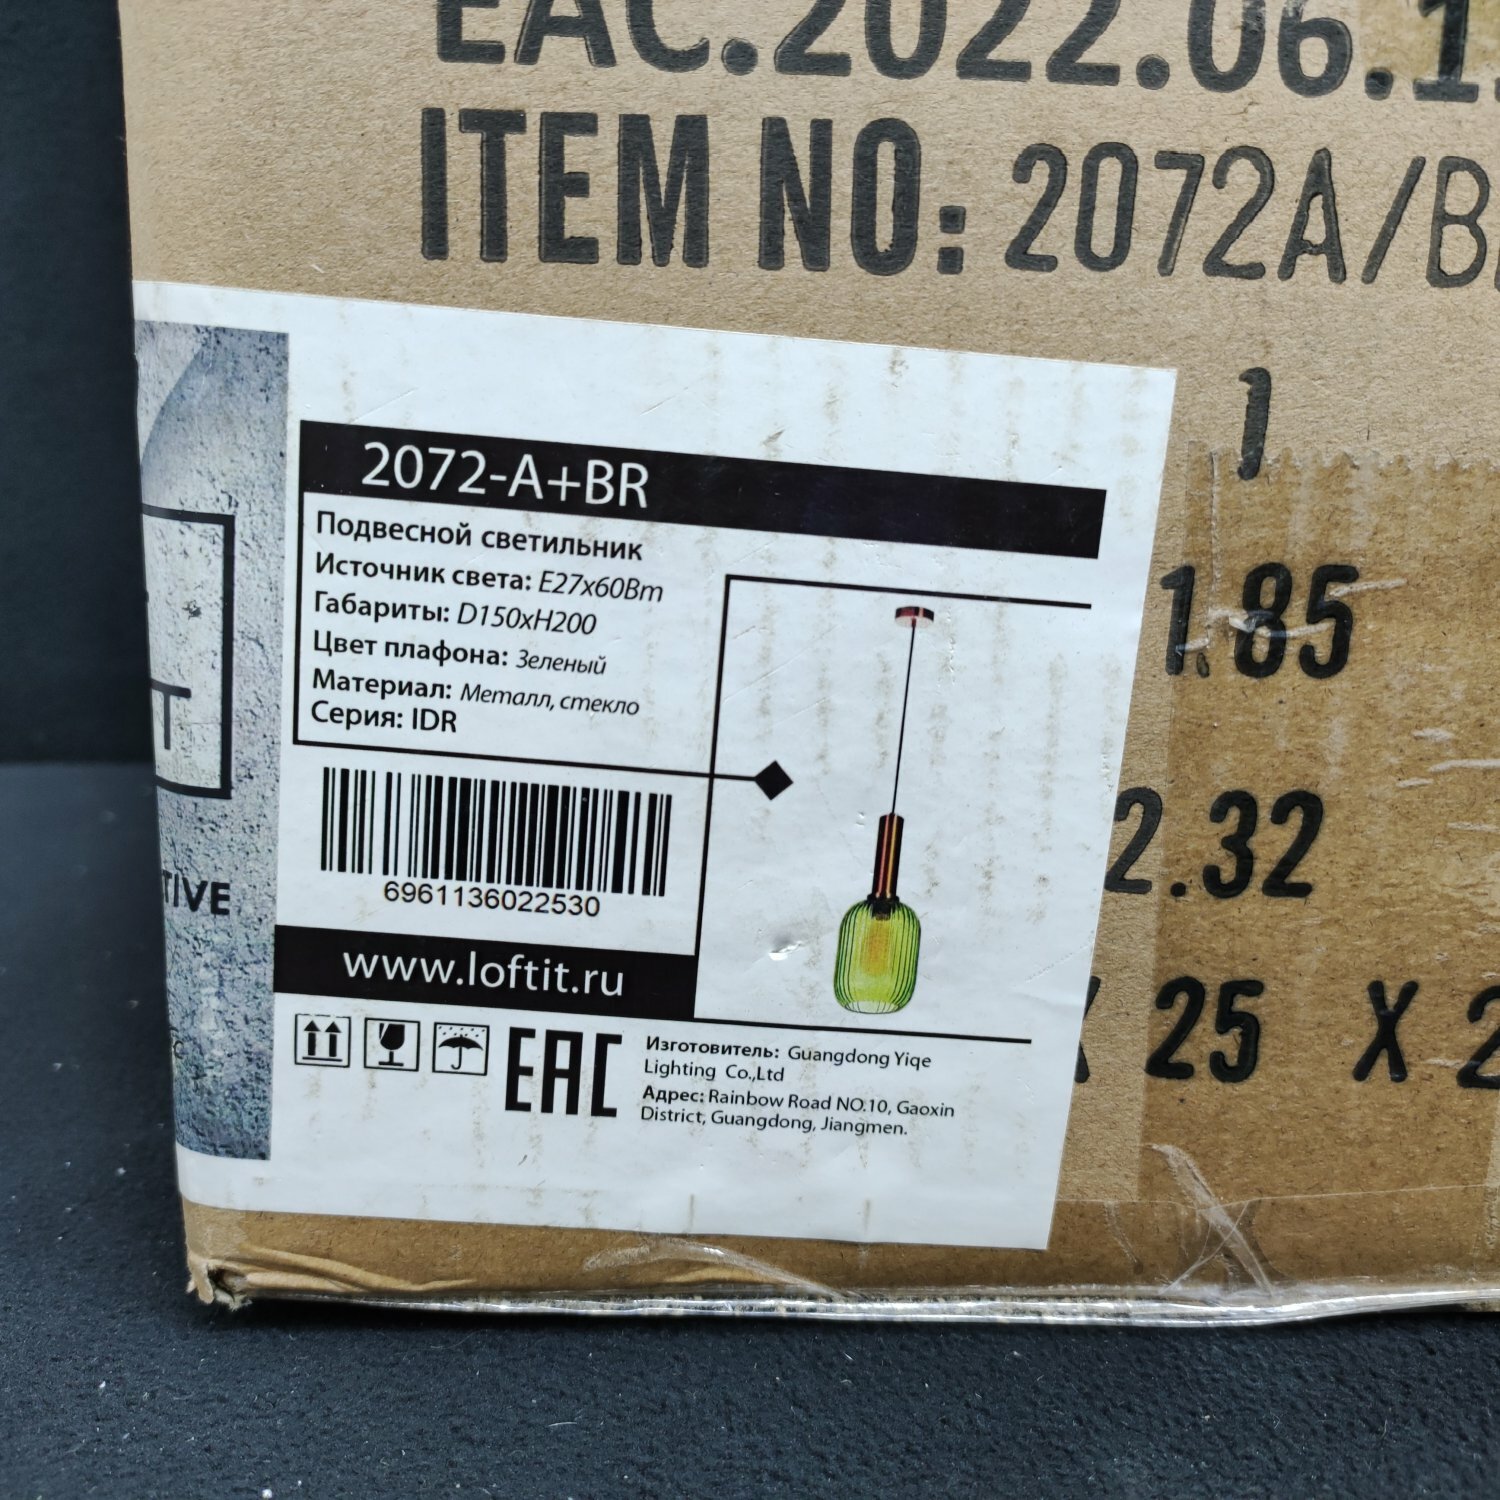 EAC.2022.06.1
ITEM NO: 2072A/B
1
1.85
2.32
X 25 X 2
2072-A+BR
Подвесной светильник
Источник света: E27x60Вт
Габариты: D150xH200
Цвет плафона: Зеленый
Материал: Металл, стекло
Серия: IDR
6961136022530
www.loftit.ru
EAC
Изготовитель: Guangdong Yiqe
Lighting Co.,Ltd
Адрес: Rainbow Road NO.10, Gaoxin
District, Guangdong, Jiangmen.
T
TIVE